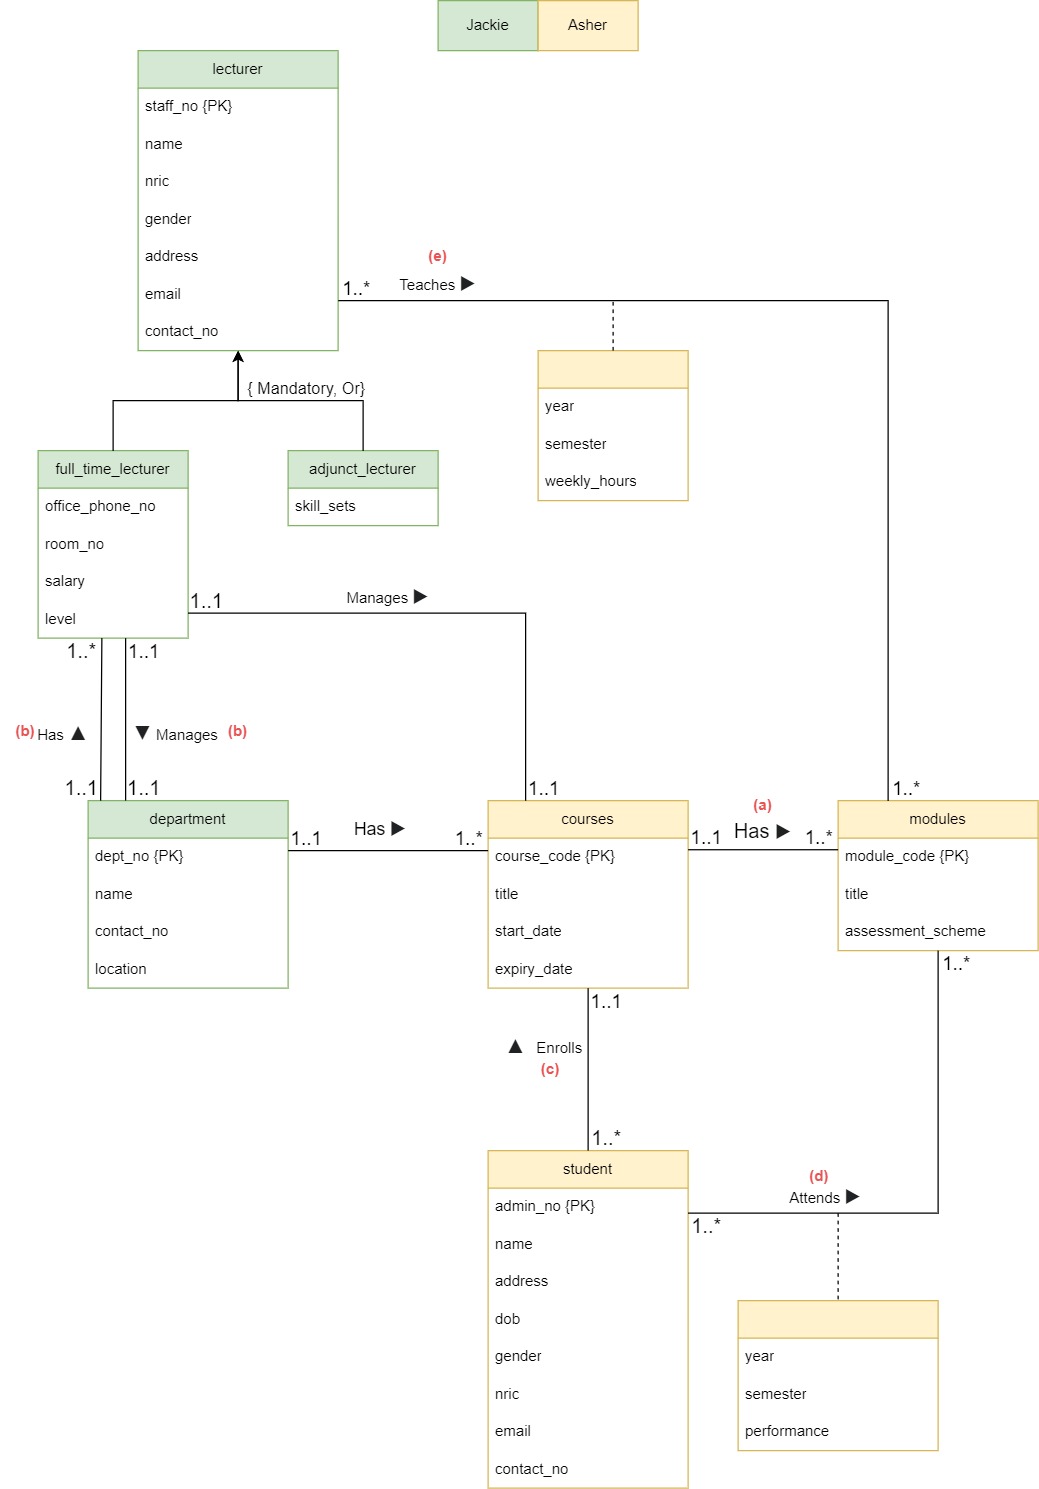 Jackie
Asher
lecturer
staff_no {PK}
name
nric
gender
address
email
contact_no
(e)
1..*
Teaches ▶
{ Mandatory, Or}
year
semester
weekly_hours
full_time_lecturer
office_phone_no
room_no
salary
level
adjunct_lecturer
skill_sets
1..1
Manages ▶
1..*
1..1
(b) Has ▲
▼ Manages (b)
1..1
1..1
1..1
1..*
department
dept_no {PK}
name
contact_no
location
1..1
Has ▶
1..*
courses
course_code {PK}
title
start_date
expiry_date
(a)
1..1
Has ▶
1..*
modules
module_code {PK}
title
assessment_scheme
1..1
1..*
▲ Enrolls
(c)
1..*
student
admin_no {PK}
name
address
dob
gender
nric
email
contact_no
(d)
Attends ▶
1..*
year
semester
performance